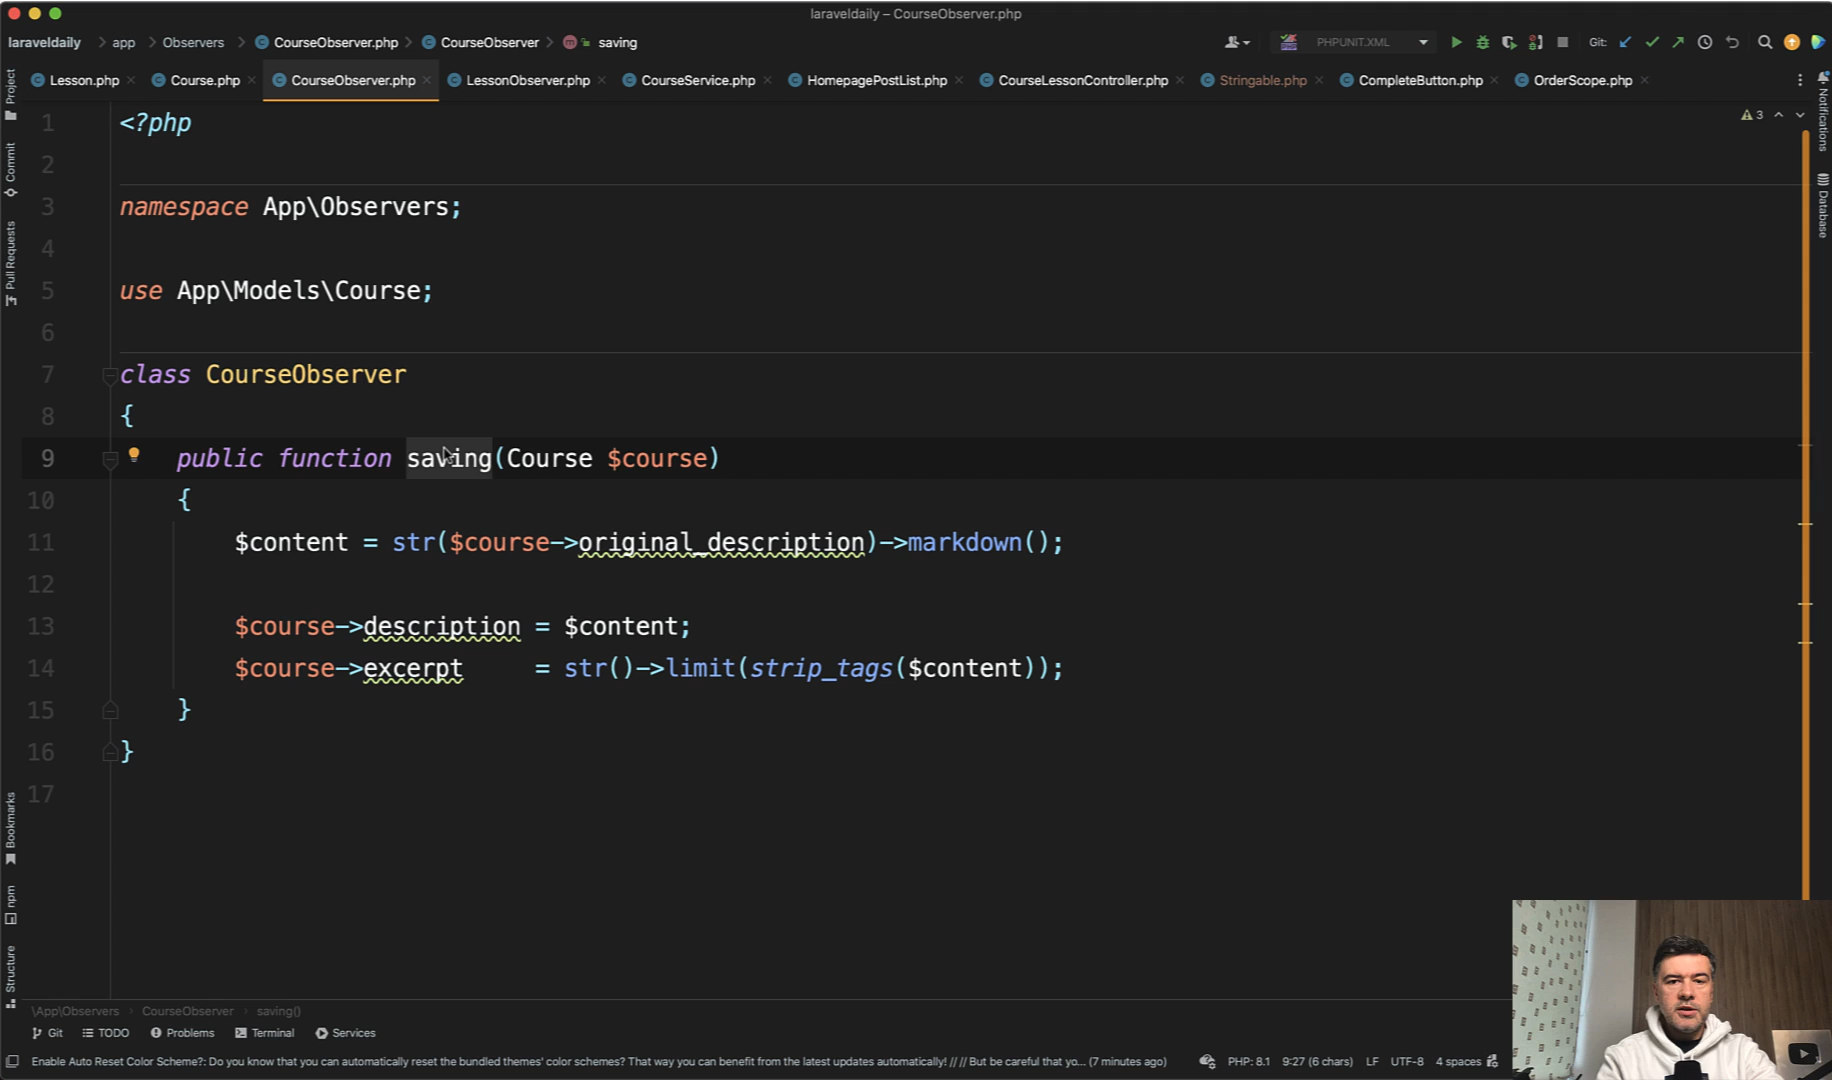 laraveldaily – CourseObserver.php
laraveldaily app Observers CourseObserver.php CourseObserver m saving
PHPUNIT.XML Git:
Lesson.php Course.php CourseObserver.php LessonObserver.php CourseService.php HomepagePostList.php CourseLessonController.php Stringable.php CompleteButton.php OrderScope.php
Project
Commit
Pull Requests
Bookmarks
npm
Structure
Notifications
Database
3
1 <?php
2
3 namespace App\Observers;
4
5 use App\Models\Course;
6
7 class CourseObserver
8 {
9 public function saving(Course $course)
10 {
11 $content = str($course->original_description)->markdown();
12
13 $course->description = $content;
14 $course->excerpt = str()->limit(strip_tags($content));
15 }
16 }
17
\App\Observers CourseObserver saving()
Git TODO Problems Terminal Services
Enable Auto Reset Color Scheme?: Do you know that you can automatically reset the bundled themes' color schemes? That way you can benefit from the latest updates automatically! // // But be careful that yo... (7 minutes ago) PHP: 8.1 9:27 (6 chars) LF UTF-8 4 spaces